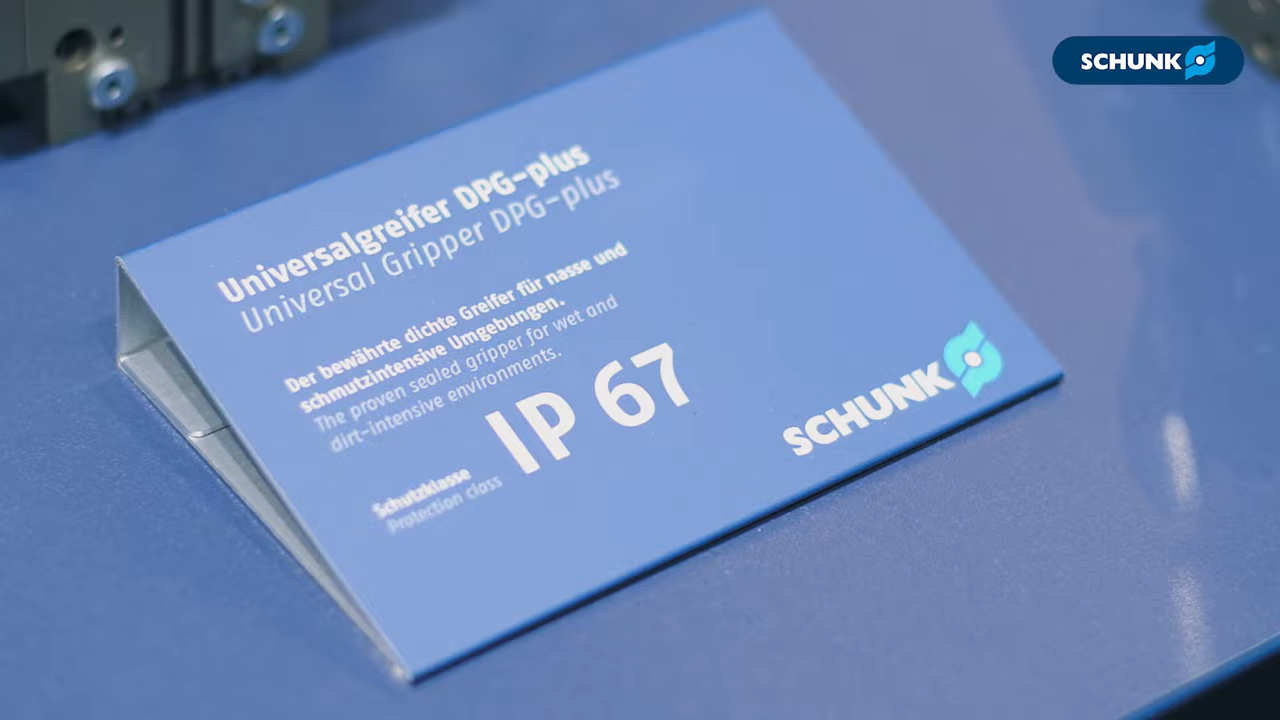 SCHUNK
Universalgreifer DPG-plus
Universal Gripper DPG-plus
Der bewährte dichte Greifer für nasse und
schmutzintensive Umgebungen.
The proven sealed gripper for wet and
dirt-intensive environments.
Schutzklasse
Protection class
IP 67
SCHUNK